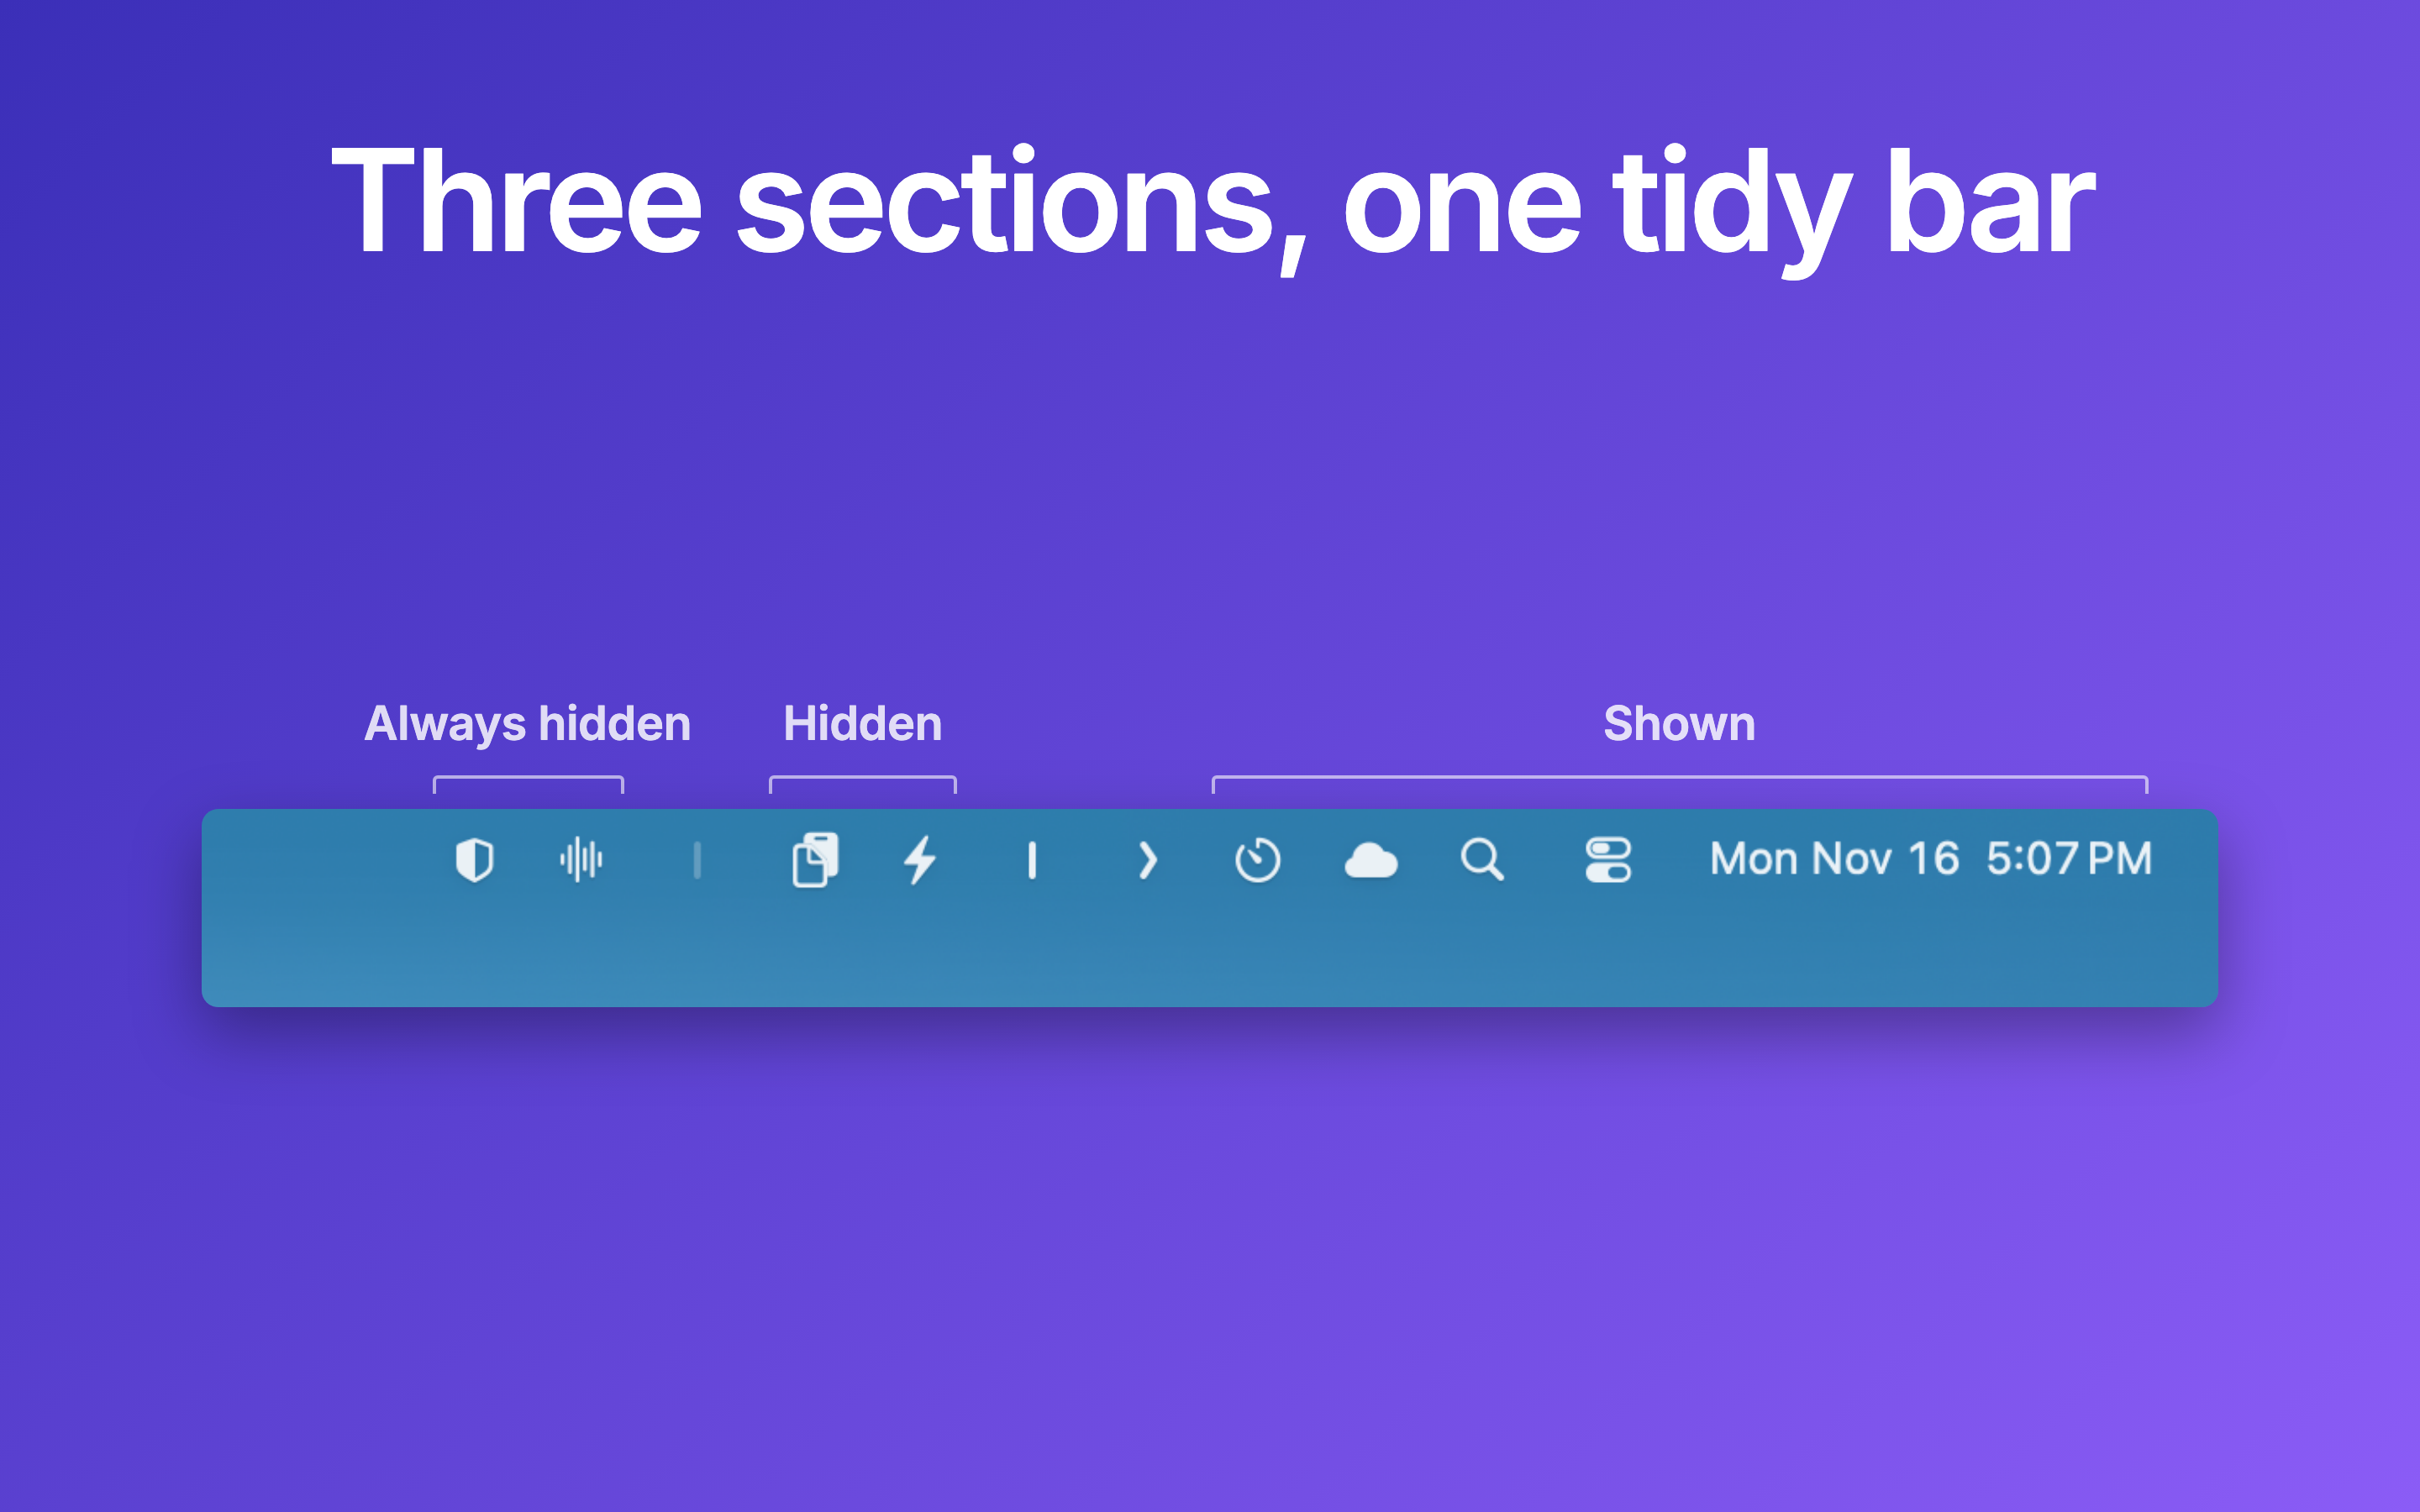 Three sections, one tidy bar
Always hidden Hidden Shown
Mon Nov 16 5:07 PM